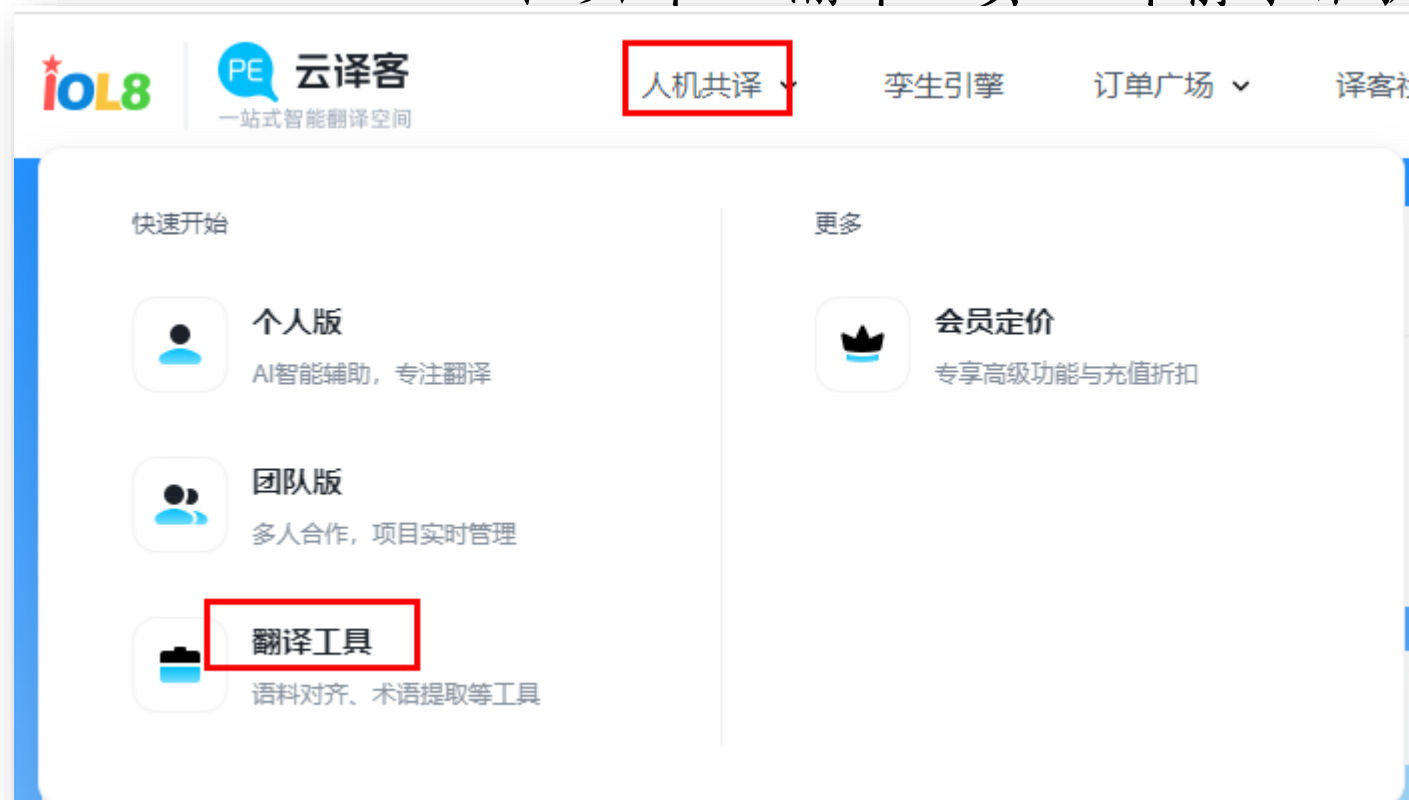 iOL8
PE 云译客
一站式智能翻译空间
人机共译 孪生引擎 订单广场 译客
快速开始
个人版
AI智能辅助，专注翻译
团队版
多人合作，项目实时管理
翻译工具
语料对齐、术语提取等工具
更多
会员定价
专享高级功能与充值折扣